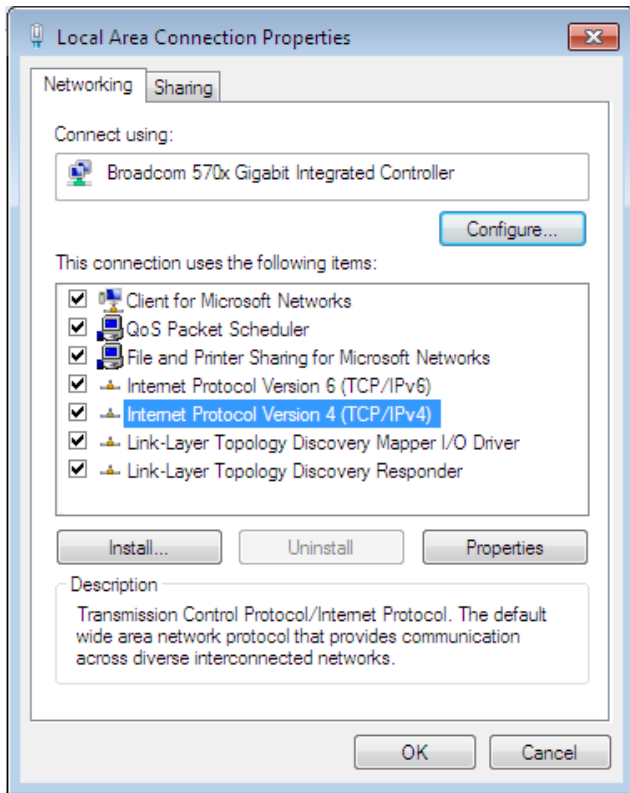 Local Area Connection Properties
Networking
Sharing
Connect using:
Broadcom 570x Gigabit Integrated Controller
Configure...
This connection uses the following items:
Client for Microsoft Networks
QoS Packet Scheduler
File and Printer Sharing for Microsoft Networks
Internet Protocol Version 6 (TCP/IPv6)
Internet Protocol Version 4 (TCP/IPv4)
Link-Layer Topology Discovery Mapper I/O Driver
Link-Layer Topology Discovery Responder
Install...
Uninstall
Properties
Description
Transmission Control Protocol/Internet Protocol. The default
wide area network protocol that provides communication
across diverse interconnected networks.
OK
Cancel